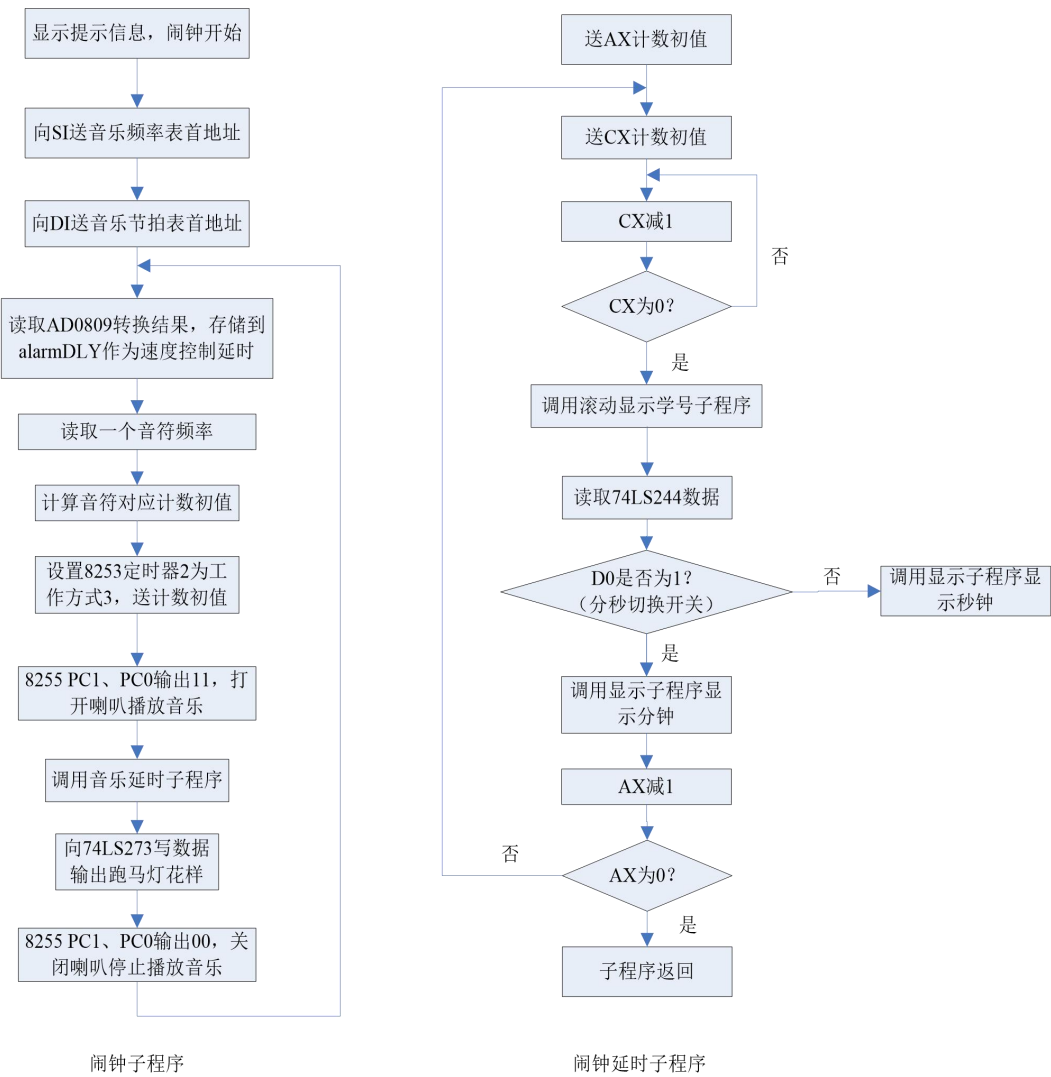 显示提示信息，闹钟开始
向SI送音乐频率表首地址
向DI送音乐节拍表首地址
读取AD0809转换结果，存储到
alarmDLY作为速度控制延时
读取一个音符频率
计算音符对应计数初值
设置8253定时器2为工
作方式3，送计数初值
8255 PC1、PC0输出11，打
开喇叭播放音乐
调用音乐延时子程序
向74LS273写数据
输出跑马灯花样
8255 PC1、PC0输出00，关
闭喇叭停止播放音乐
闹钟子程序
送AX计数初值
送CX计数初值
CX减1
否
CX为0？
是
调用滚动显示学号子程序
读取74LS244数据
D0是否为1？
（分秒切换开关）
否
调用显示子程序显
示秒钟
是
调用显示子程序显
示分钟
AX减1
否
AX为0？
是
子程序返回
闹钟延时子程序